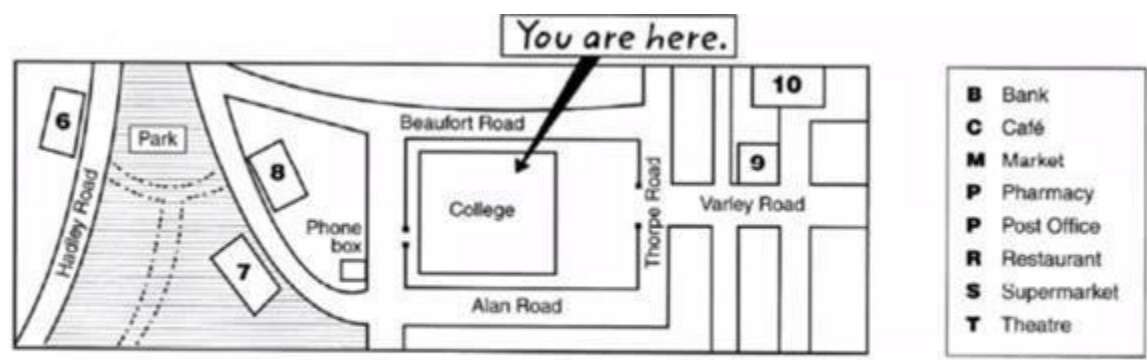 You are here.
10
6
Park
Beaufort Road
8
9
College
Thorpe Road
Varley Road
Phone
box
Hadley Road
7
Alan Road
B Bank
C Café
M Market
P Pharmacy
P Post Office
R Restaurant
S Supermarket
T Theatre